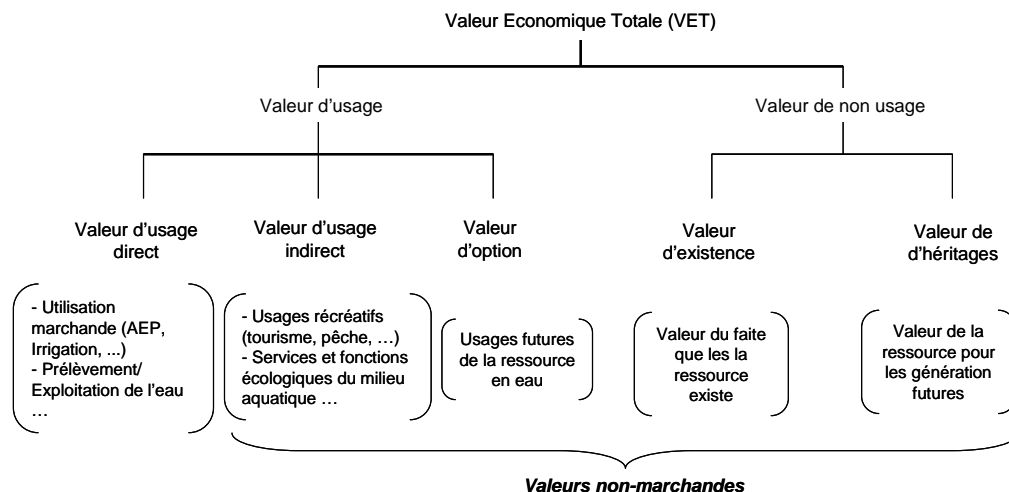 Valeur Economique Totale (VET)
Valeur d'usage
Valeur de non usage
Valeur d'usage
direct
Valeur d'usage
indirect
Valeur
d'option
Valeur
d'existence
Valeur de
d'héritages
- Utilisation
marchande (AEP,
Irrigation, ...)
- Prélèvement/
Exploitation de l'eau
…
- Usages récréatifs
(tourisme, pêche, …)
- Services et fonctions
écologiques du milieu
aquatique …
Usages futures
de la ressource
en eau
Valeur du faite
que les la
ressource
existe
Valeur de la
ressource pour
les génération
futures
Valeurs non-marchandes